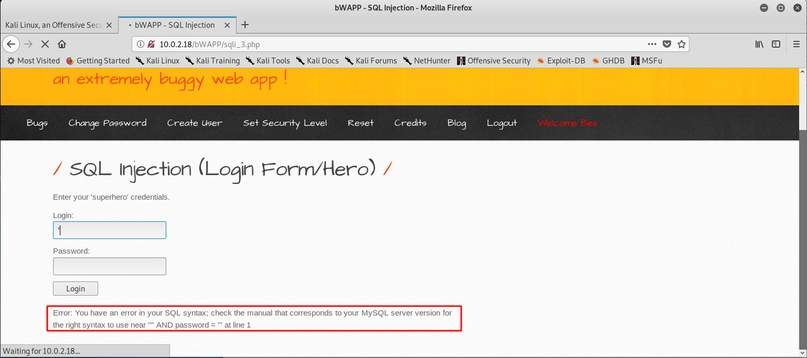 bWAPP - SQL Injection - Mozilla Firefox
Kali Linux, an Offensive Sec
bWAPP - SQL Injection
10.0.2.18/bWAPP/sqli_3.php
Most Visited Getting Started Kali Linux Kali Training Kali Tools Kali Docs Kali Forums NetHunter Offensive Security Exploit-DB GHDB MSFu
an extremely buggy web app !
Bugs Change Password Create User Set Security Level Reset Credits Blog Logout Welcome Bee
/ SQL Injection (Login Form/Hero) /
Enter your 'superhero' credentials.
Login:
'
Password:
Login
Error: You have an error in your SQL syntax; check the manual that corresponds to your MySQL server version for
the right syntax to use near ''' AND password = '' at line 1
Waiting for 10.0.2.18...